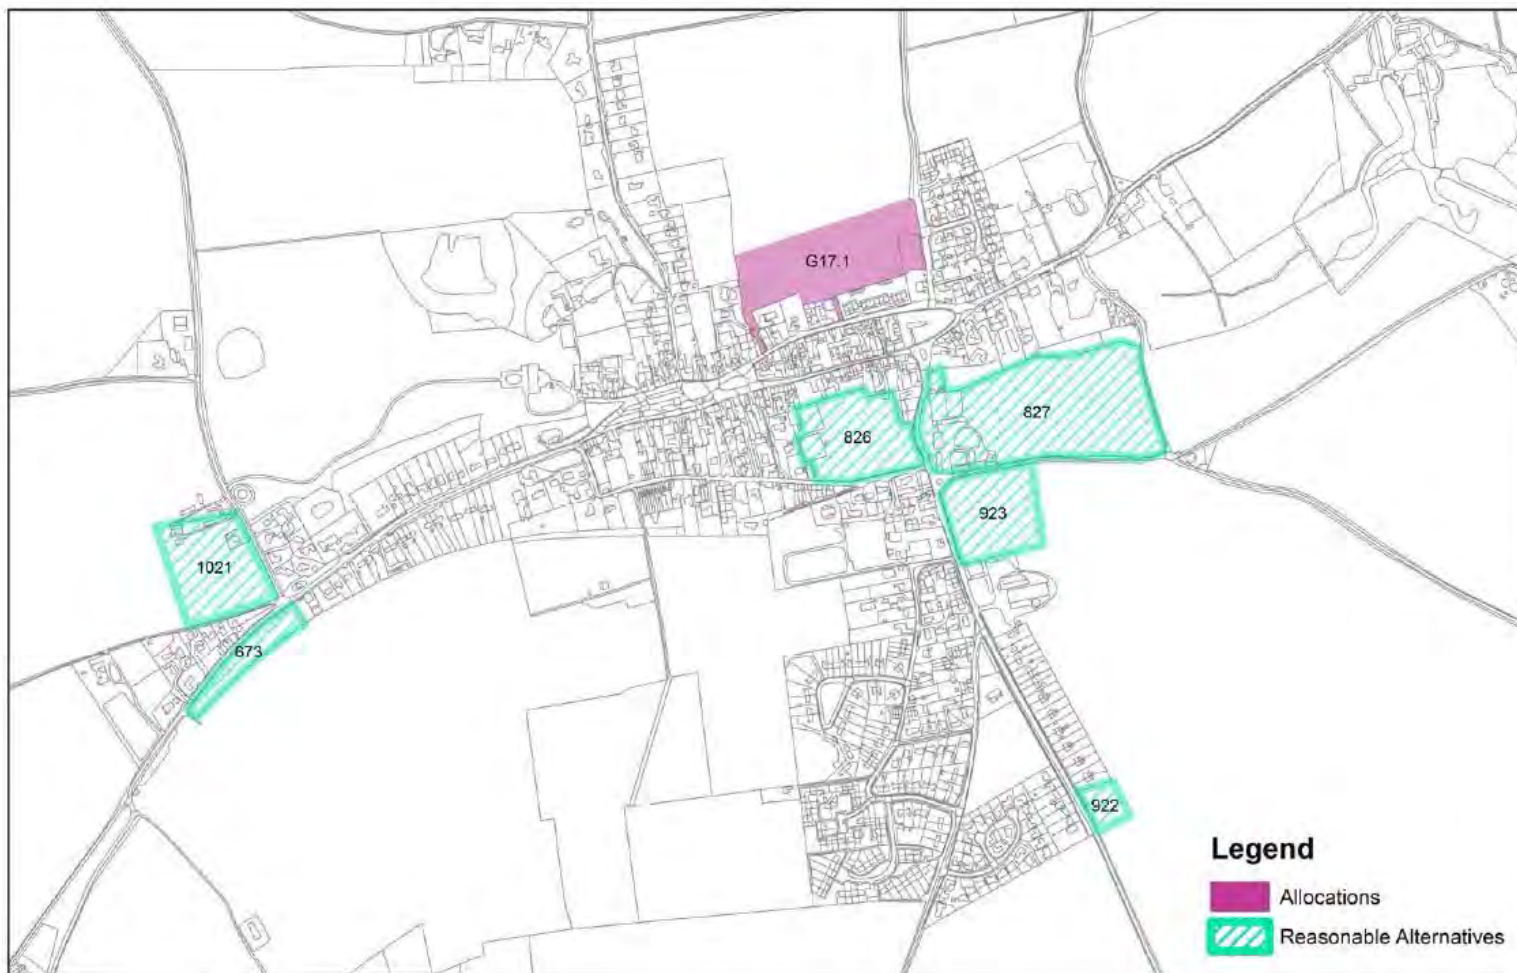 G17.1
827
826
923
1021
673
922
Legend
Allocations
Reasonable Alternatives